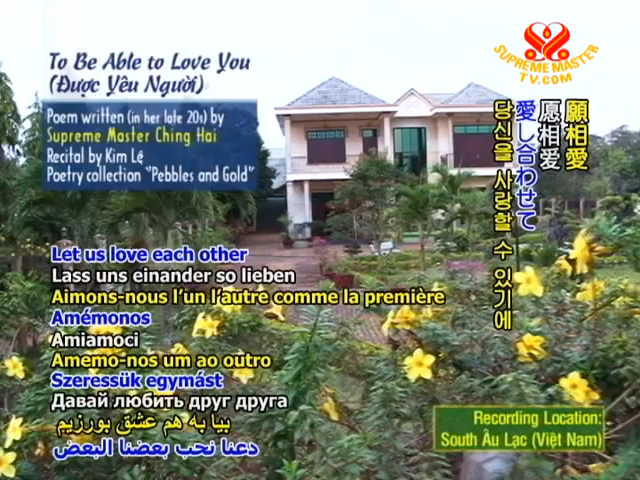 To Be Able to Love You
(Được Yêu Người)
Poem written (in her late 20s) by
Supreme Master Ching Hai
Recital by Kim Lệ
Poetry collection "Pebbles and Gold"
SUPREME MASTER
TV.COM
願相愛
愿相爱
愛し合わせて
당신을 사랑할 수 있기에
Let us love each other
Lass uns einander so lieben
Aimons-nous l'un l'autre comme la première
Amémonos
Amiamoci
Amemo-nos um ao outro
Szeressük egymást
Давай любить друг друга
بیا به هم عشق بورزیم
دعنا نحب بعضنا البعض
Recording Location:
South Âu Lạc (Việt Nam)